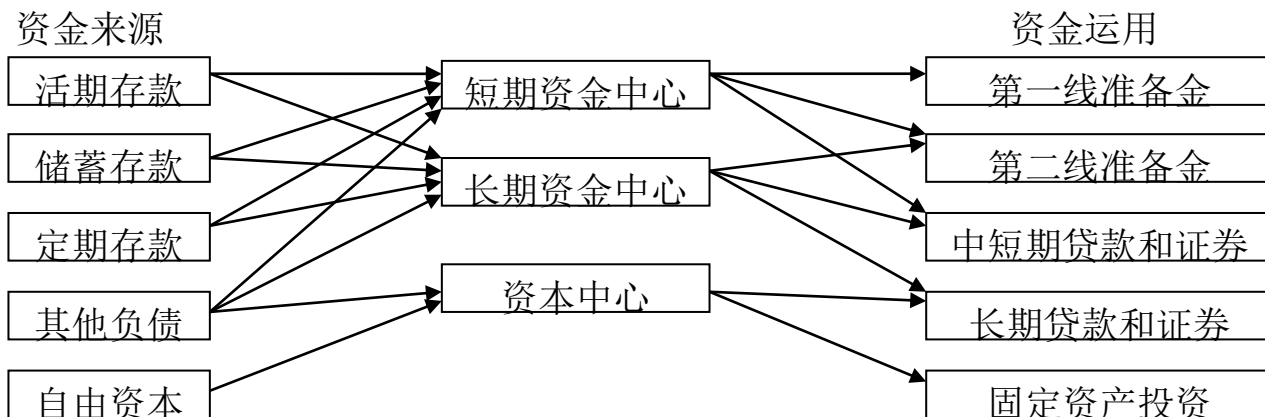 资金来源
资金运用
活期存款
短期资金中心
第一线准备金
储蓄存款
长期资金中心
第二线准备金
定期存款
中短期贷款和证券
其他负债
资本中心
长期贷款和证券
自由资本
固定资产投资